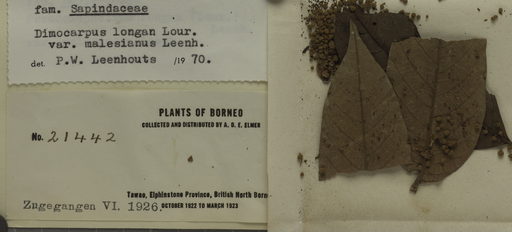 fam. Sapindaceae
Dimocarpus longan Lour.
var. malesianus Leenh.
det. P.W. Leenhouts /19 70.
PLANTS OF BORNEO
COLLECTED AND DISTRIBUTED BY A. D. E. ELMER
No. 21442
Tawao, Elphinstone Province, British North Borneo
Zugegangen VI. 1926. OCTOBER 1922 TO MARCH 1923